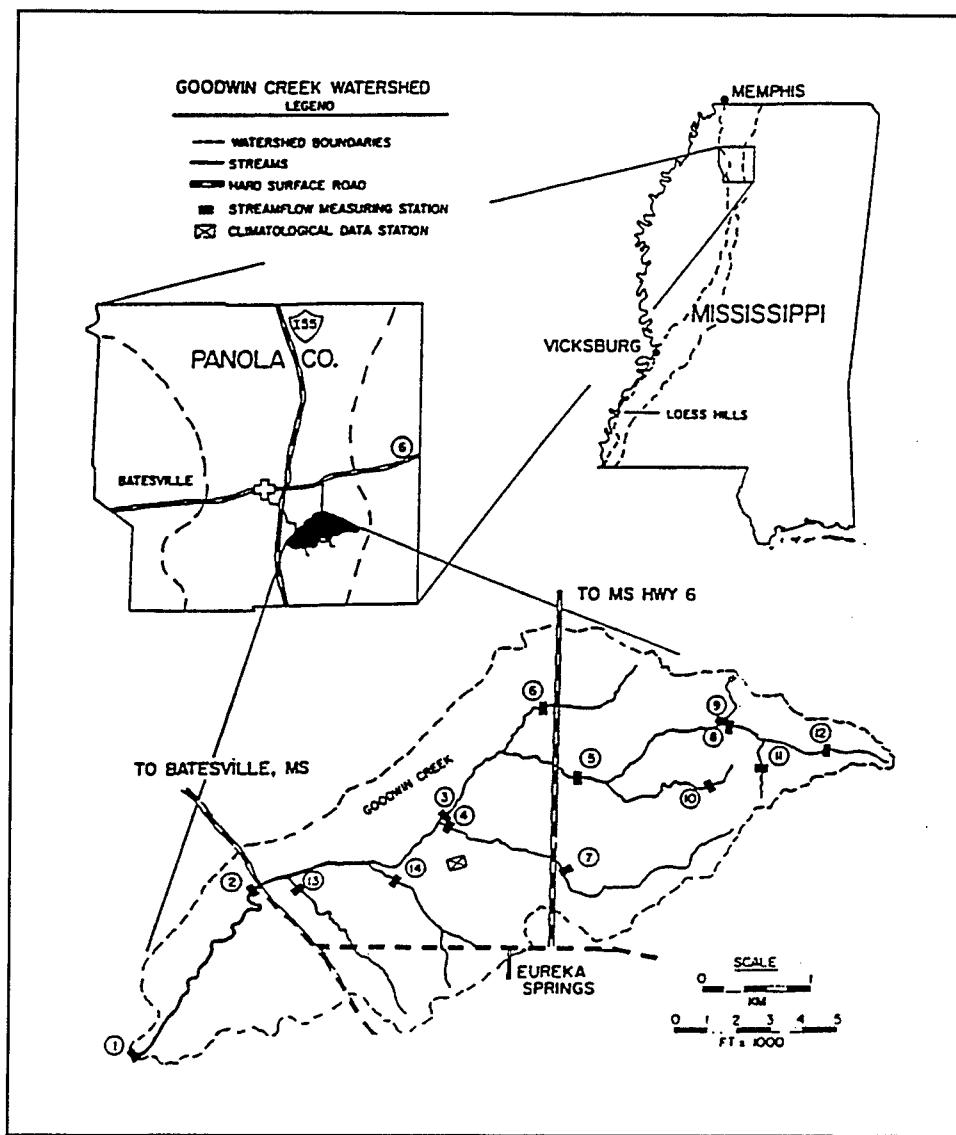 GOODWIN CREEK WATERSHED
LEGEND
WATERSHED BOUNDARIES
STREAMS
HARD SURFACE ROAD
STREAMFLOW MEASURING STATION
CLIMATOLOGICAL DATA STATION
MEMPHIS
MISSISSIPPI
VICKSBURG
LOESS HILLS
I55
PANOLA CO.
6
BATESVILLE
TO MS HWY 6
6
9
8
12
11
5
10
TO BATESVILLE, MS
GOODWIN CREEK
3
4
7
2
13
14
EUREKA
SPRINGS
1
SCALE
0 1
KM
0 1 2 3 4 5
FT x 1000